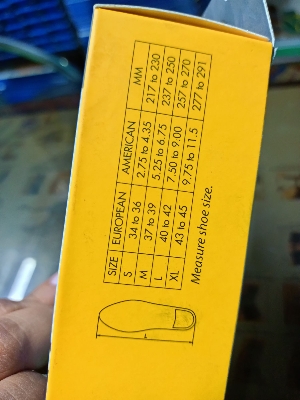 SIZE EUROPEAN AMERICAN MM
S 34 to 36 2.75 to 4.35 217 to 230
M 37 to 39 5.25 to 6.75 237 to 250
L 40 to 42 7.50 to 9.00 257 to 270
XL 43 to 45 9.75 to 11.5 277 to 291
Measure shoe size.
A